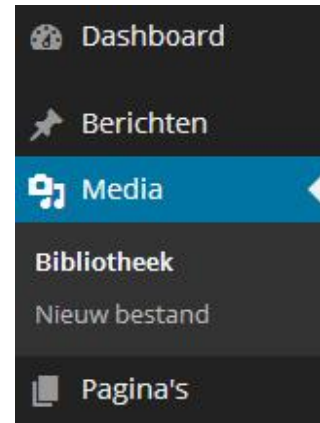 Dashboard
Berichten
Media
Bibliotheek
Nieuw bestand
Pagina's